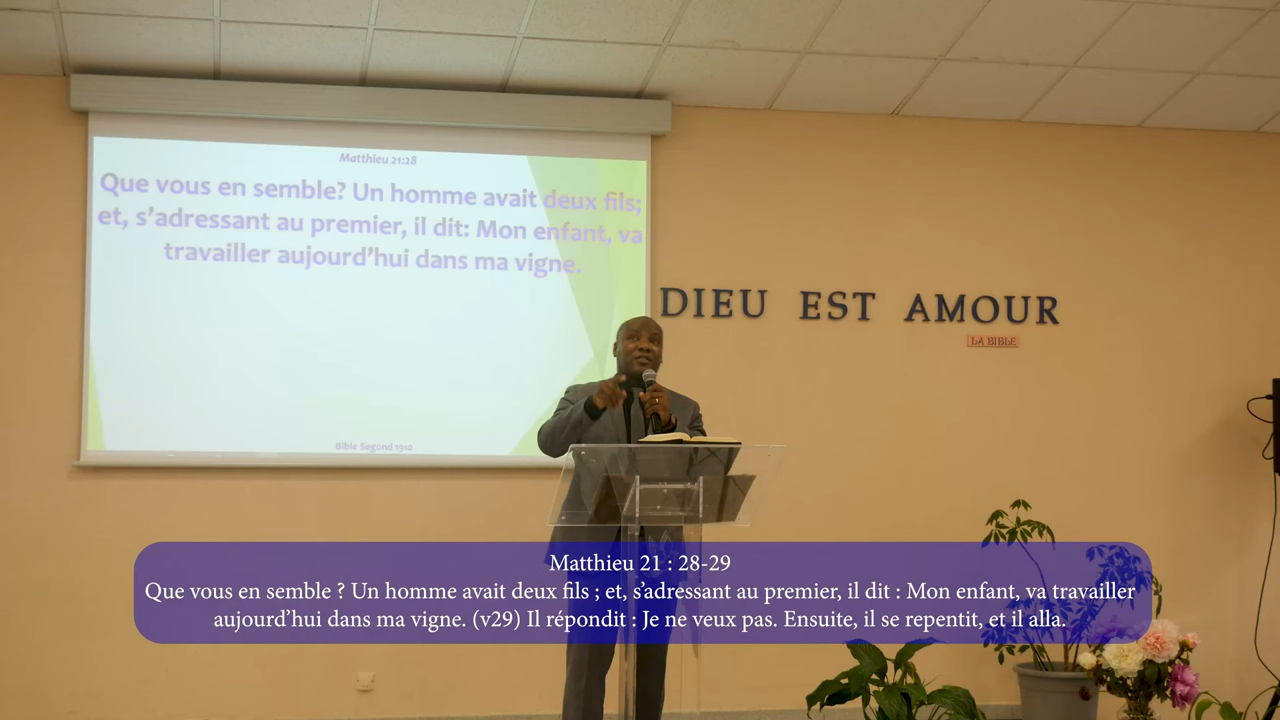 Matthieu 21:28
Que vous en semble? Un homme avait deux fils;
et, s'adressant au premier, il dit: Mon enfant, va
travailler aujourd'hui dans ma vigne.
Bible Segond 1910
DIEU EST AMOUR
LA BIBLE
Matthieu 21 : 28-29
Que vous en semble ? Un homme avait deux fils ; et, s'adressant au premier, il dit : Mon enfant, va travailler
aujourd'hui dans ma vigne. (v29) Il répondit : Je ne veux pas. Ensuite, il se repentit, et il alla.